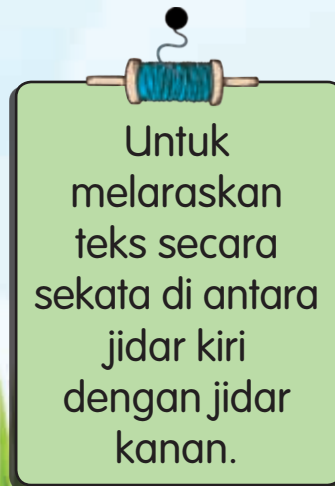 Untuk
melaraskan
teks secara
sekata di antara
jidar kiri
dengan jidar
kanan.